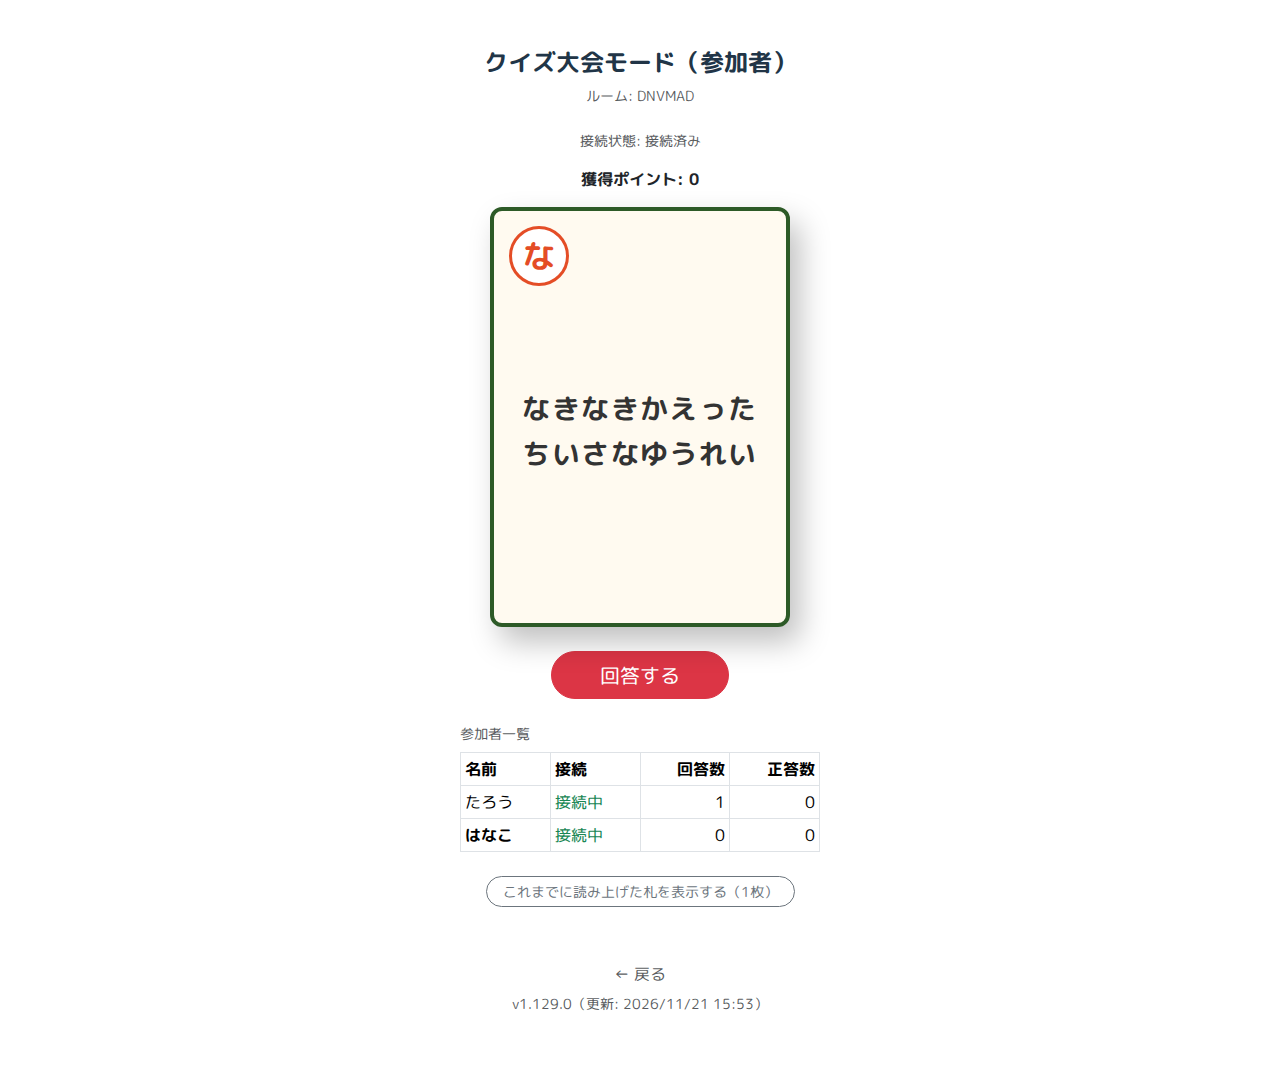 クイズ大会モード（参加者）
ルーム: DNVMAD
接続状態: 接続済み
獲得ポイント: 0
な
なきなきかえった
ちいさなゆうれい
回答する
参加者一覧
名前 接続 回答数 正答数
たろう 接続中 1 0
はなこ 接続中 0 0
これまでに読み上げた札を表示する（1枚）
← 戻る
v1.129.0（更新: 2026/11/21 15:53）